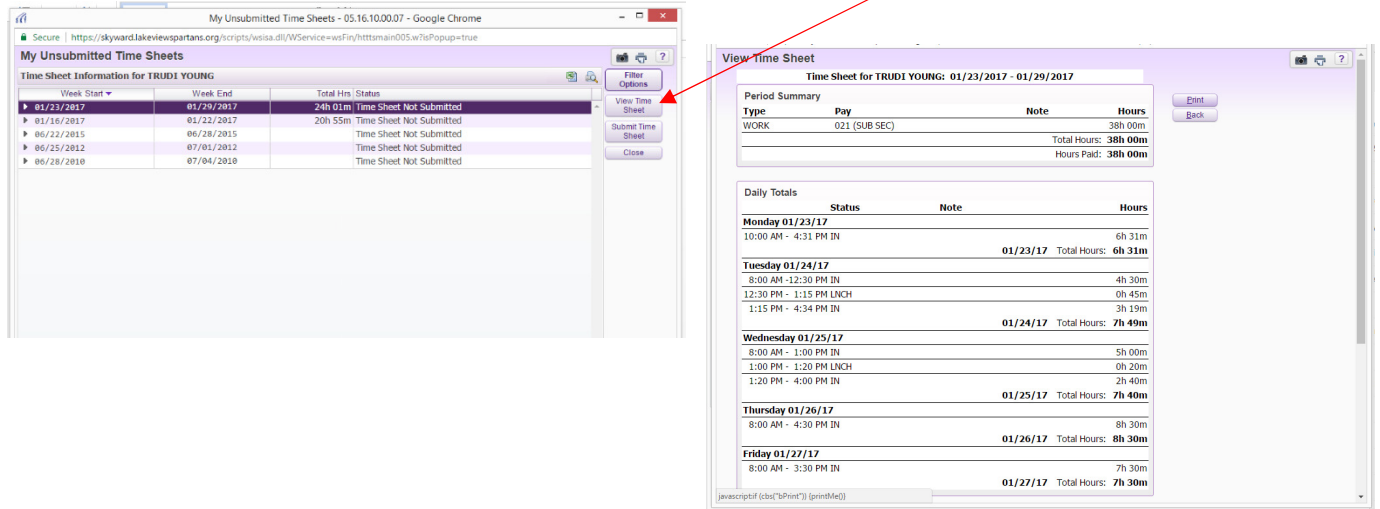 My Unsubmitted Time Sheets - 05.16.10.00.07 - Google Chrome
Secure | https://skyward.lakeviewspartans.org/scripts/wsisa.dll/WService=wsFin/htttsmain005.w?isPopup=true
My Unsubmitted Time Sheets
Time Sheet Information for TRUDI YOUNG
Filter Options
Week Start Week End Total Hrs Status
01/23/2017 01/29/2017 24h 01m Time Sheet Not Submitted
01/16/2017 01/22/2017 20h 55m Time Sheet Not Submitted
06/22/2015 06/28/2015 Time Sheet Not Submitted
06/25/2012 07/01/2012 Time Sheet Not Submitted
06/28/2010 07/04/2010 Time Sheet Not Submitted
View Time Sheet
Submit Time Sheet
Close
View Time Sheet
Time Sheet for TRUDI YOUNG: 01/23/2017 - 01/29/2017
Print
Back
Period Summary
Type Pay Note Hours
WORK 021 (SUB SEC) 38h 00m
Total Hours: 38h 00m
Hours Paid: 38h 00m
Daily Totals
Status Note Hours
Monday 01/23/17
10:00 AM - 4:31 PM IN 6h 31m
01/23/17 Total Hours: 6h 31m
Tuesday 01/24/17
8:00 AM -12:30 PM IN 4h 30m
12:30 PM - 1:15 PM LNCH 0h 45m
1:15 PM - 4:34 PM IN 3h 19m
01/24/17 Total Hours: 7h 49m
Wednesday 01/25/17
8:00 AM - 1:00 PM IN 5h 00m
1:00 PM - 1:20 PM LNCH 0h 20m
1:20 PM - 4:00 PM IN 2h 40m
01/25/17 Total Hours: 7h 40m
Thursday 01/26/17
8:00 AM - 4:30 PM IN 8h 30m
01/26/17 Total Hours: 8h 30m
Friday 01/27/17
8:00 AM - 3:30 PM IN 7h 30m
01/27/17 Total Hours: 7h 30m
javascript:if (cbs("bPrint")) {printMe()}